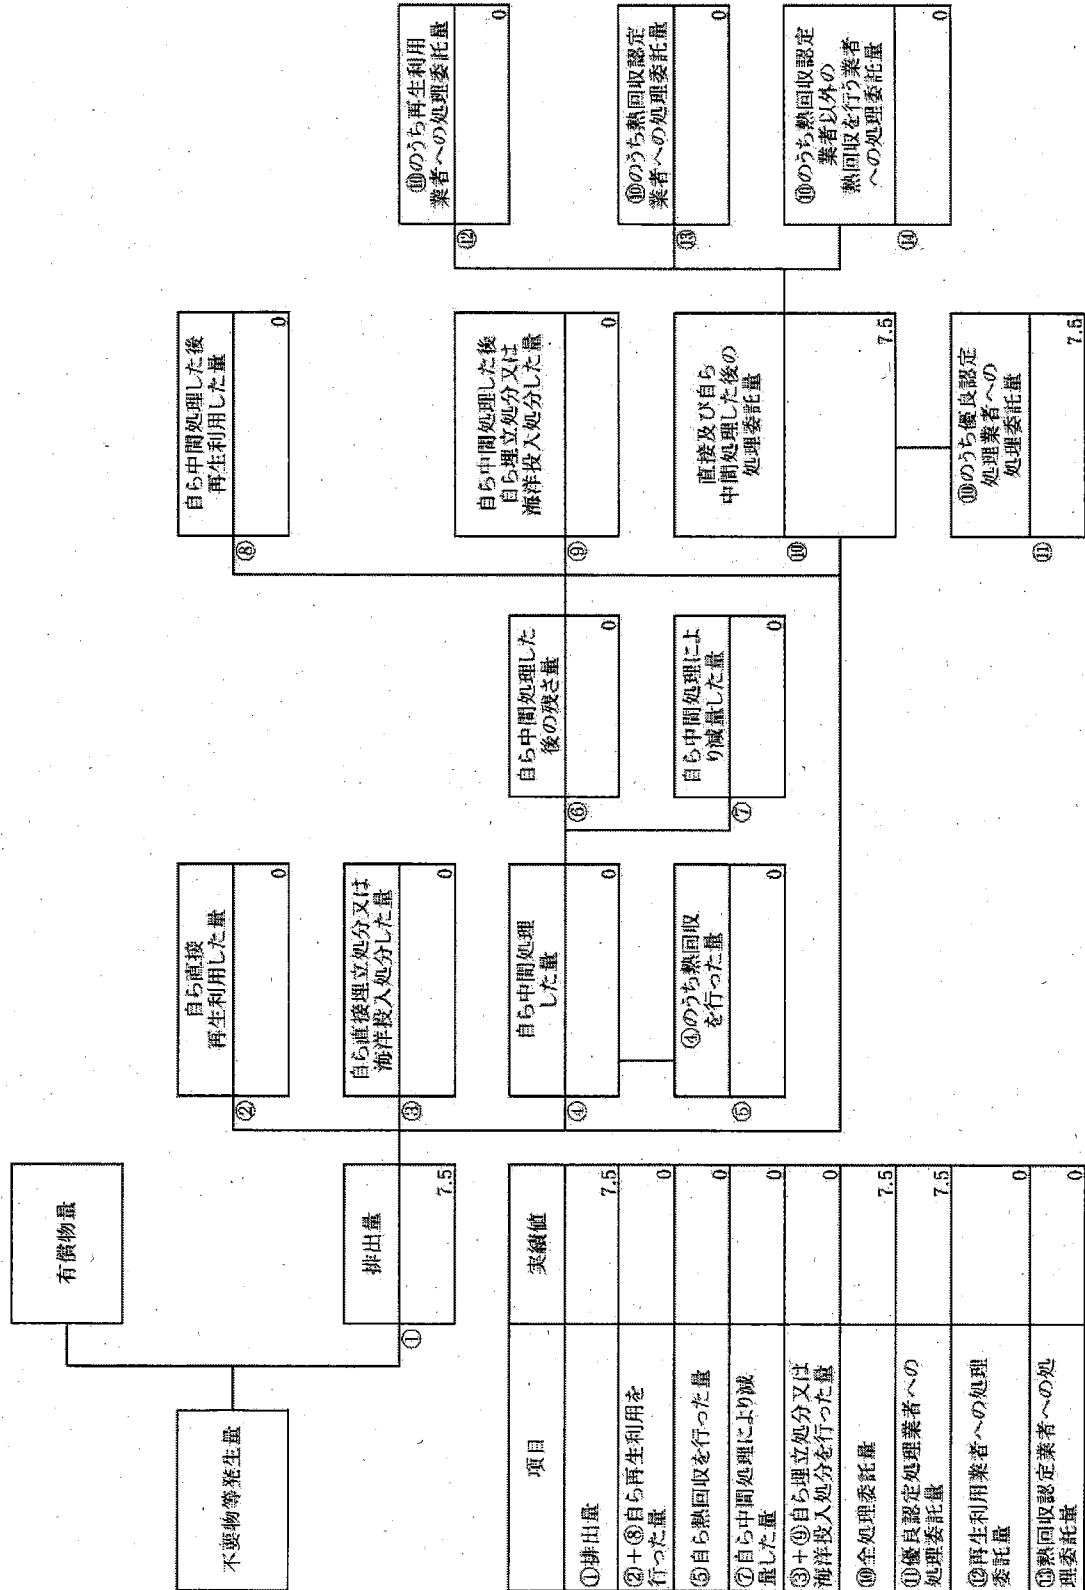 不要物等発生量
有償物量
排出量
①
7.5
自ら直接
再生利用した量
②
0
自ら直接埋立処分又は
海洋投入処分した量
③
0
自ら中間処理
した量
④
0
④のうち熱回収
を行った量
⑤
0
自ら中間処理した
後の残さ量
⑥
0
自ら中間処理によ
り減量した量
⑦
0
自ら中間処理した後
再生利用した量
⑧
0
自ら中間処理した後
自ら埋立処分又は
海洋投入処分した量
⑨
0
直接及び自ら
中間処理した後の
処理委託量
⑩
7.5
⑩のうち優良認定
処理業者への
処理委託量
⑪
7.5
⑩のうち再生利用
業者への処理委託量
⑫
0
⑩のうち熱回収認定
業者への処理委託量
⑬
0
⑩のうち熱回収認定
業者以外の
熱回収を行う業者
への処理委託量
⑭
0
項目 実績値
①排出量 7.5
②+⑧自ら再生利用を
行った量 0
⑤自ら熱回収を行った量 0
⑦自ら中間処理により減
量した量 0
③+⑨自ら埋立処分又は
海洋投入処分を行った量 0
⑩全処理委託量 7.5
⑪優良認定処理業者への
処理委託量 7.5
⑫再生利用業者への処理
委託量 0
⑬熱回収認定業者への処
理委託量 0